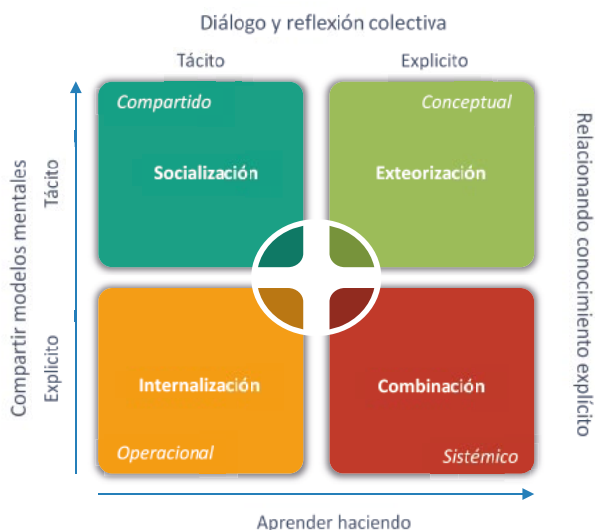 Diálogo y reflexión colectiva
Tácito
Explicito
Compartir modelos mentales
Tácito
Explicito
Compartido
Socialización
Conceptual
Exteorización
Internalización
Operacional
Combinación
Sistémico
Relacionando conocimiento explícito
Aprender haciendo